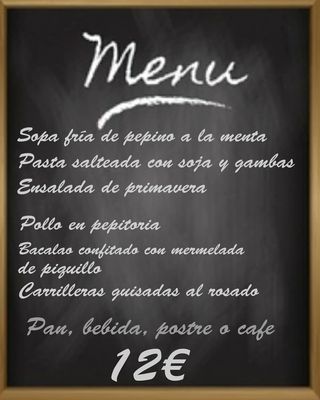 Menu
Sopa fría de pepino a la menta
Pasta salteada con soja y gambas
Ensalada de primavera
Pollo en pepitoria
Bacalao confitado con mermelada
de piquillo
Carrilleras guisadas al rosado
Pan, bebida, postre o cafe
12€